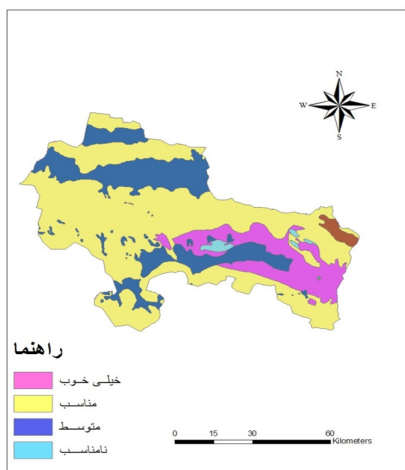 N
W E
S
راهنما
خیلی خوب
مناسب
متوسط
نامناسب
0 15 30 60
Kilometers